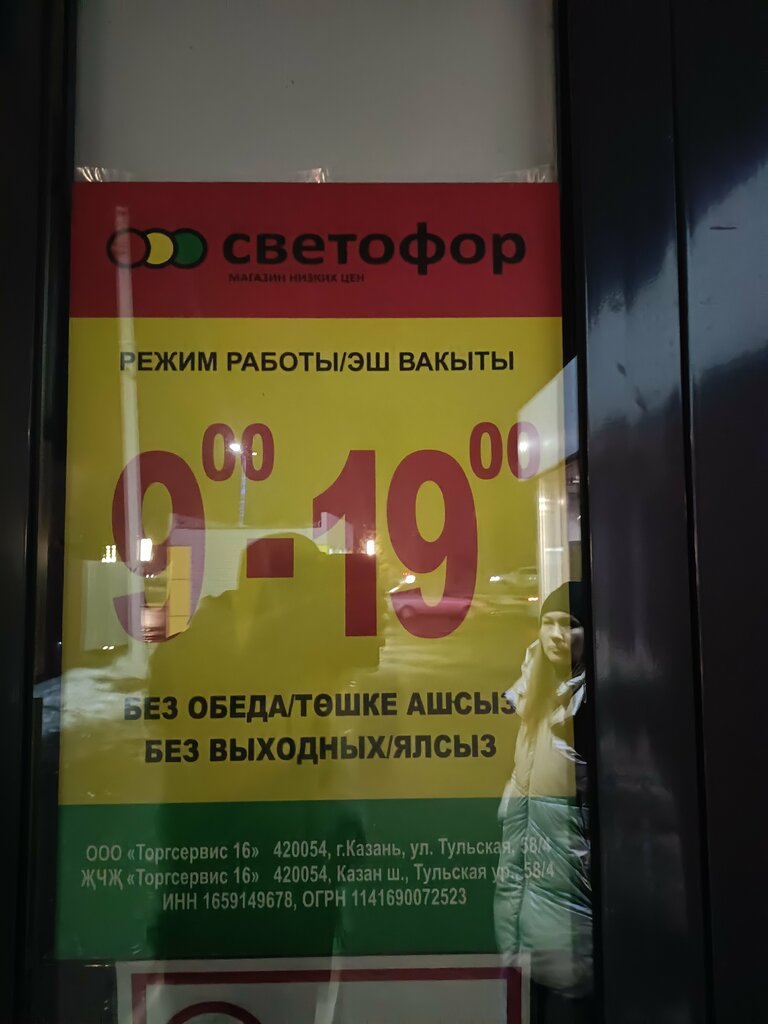 светофор
МАГАЗИН НИЗКИХ ЦЕН
РЕЖИМ РАБОТЫ/ЭШ ВАКЫТЫ
9⁰⁰ - 19⁰⁰
БЕЗ ОБЕДА/ТӨШКЕ АШСЫЗ
БЕЗ ВЫХОДНЫХ/ЯЛСЫЗ
ООО «Торгсервис 16» 420054, г.Казань, ул. Тульская, 58/4
ҖЧҖ «Торгсервис 16» 420054, Казан ш., Тульская ур., 58/4
ИНН 1659149678, ОГРН 1141690072523